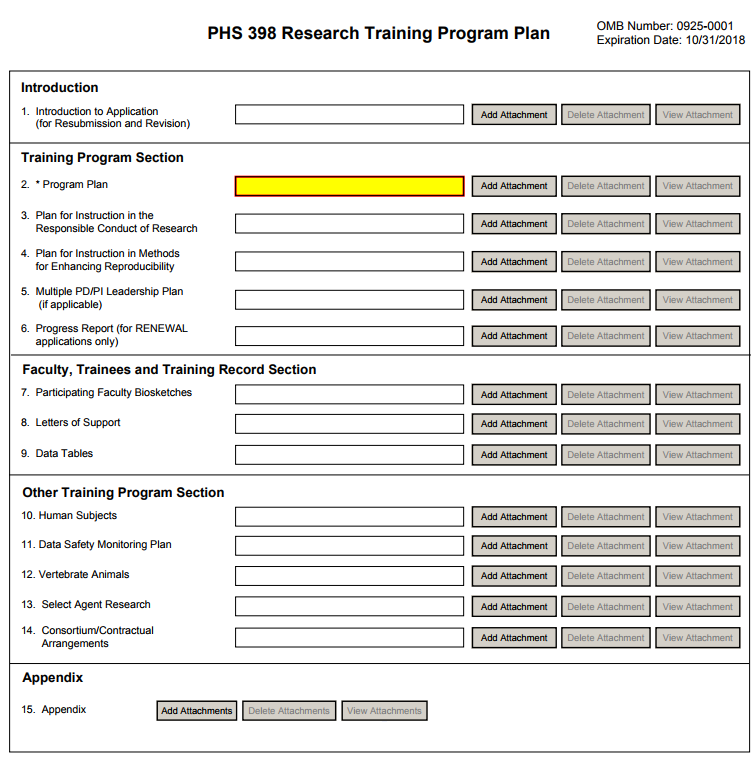 PHS 398 Research Training Program Plan
OMB Number: 0925-0001
Expiration Date: 10/31/2018
Introduction
1. Introduction to Application
(for Resubmission and Revision)
Add Attachment Delete Attachment View Attachment
Training Program Section
2. * Program Plan
Add Attachment Delete Attachment View Attachment
3. Plan for Instruction in the
Responsible Conduct of Research
Add Attachment Delete Attachment View Attachment
4. Plan for Instruction in Methods
for Enhancing Reproducibility
Add Attachment Delete Attachment View Attachment
5. Multiple PD/PI Leadership Plan
(if applicable)
Add Attachment Delete Attachment View Attachment
6. Progress Report (for RENEWAL
applications only)
Add Attachment Delete Attachment View Attachment
Faculty, Trainees and Training Record Section
7. Participating Faculty Biosketches
Add Attachment Delete Attachment View Attachment
8. Letters of Support
Add Attachment Delete Attachment View Attachment
9. Data Tables
Add Attachment Delete Attachment View Attachment
Other Training Program Section
10. Human Subjects
Add Attachment Delete Attachment View Attachment
11. Data Safety Monitoring Plan
Add Attachment Delete Attachment View Attachment
12. Vertebrate Animals
Add Attachment Delete Attachment View Attachment
13. Select Agent Research
Add Attachment Delete Attachment View Attachment
14. Consortium/Contractual
Arrangements
Add Attachment Delete Attachment View Attachment
Appendix
15. Appendix
Add Attachments Delete Attachments View Attachments